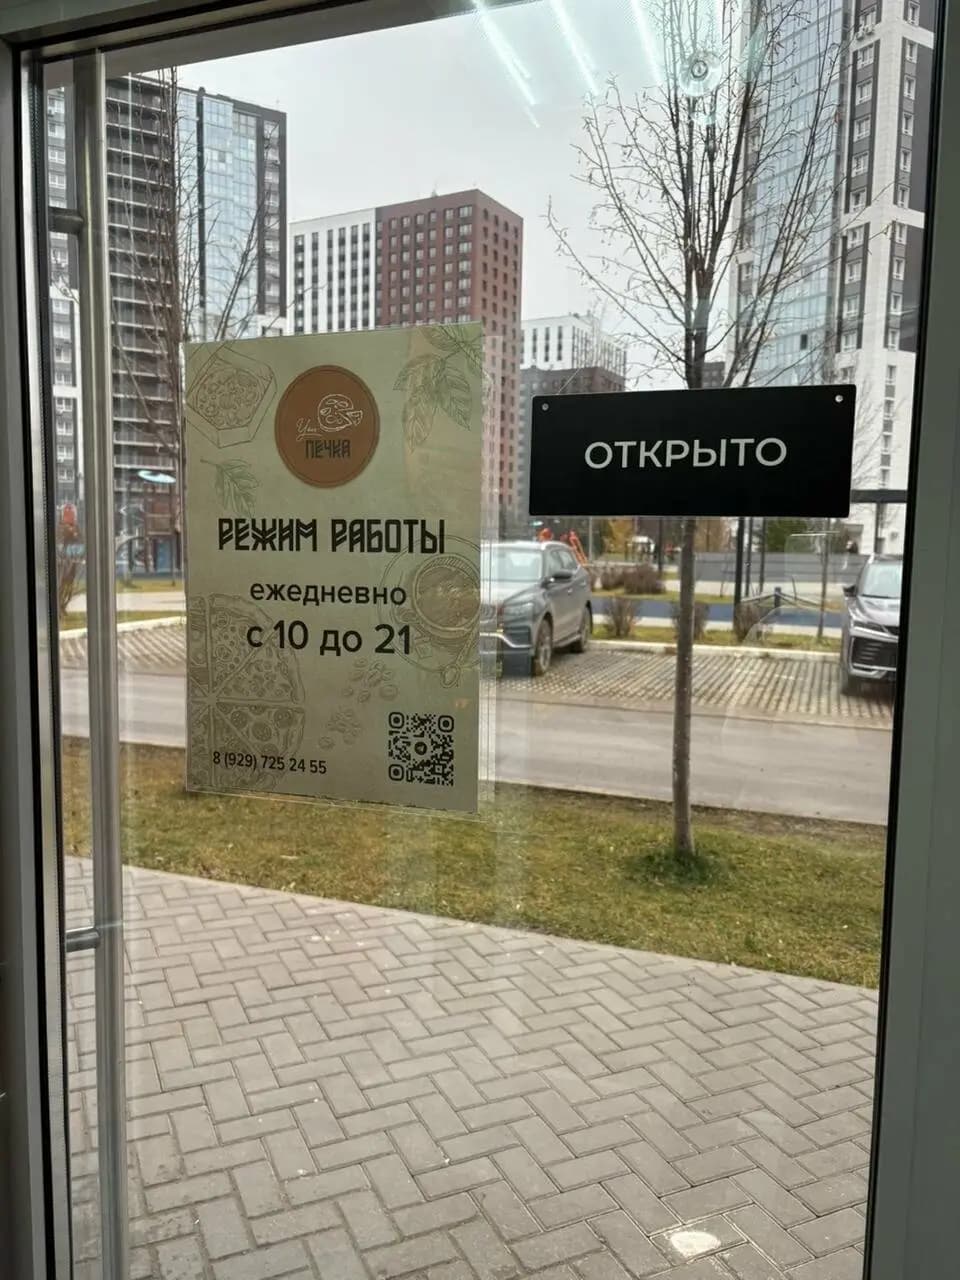 ПЕЧКА
РЕЖИМ РАБОТЫ
ежедневно
с 10 до 21
8 (929) 725 24 55
ОТКРЫТО